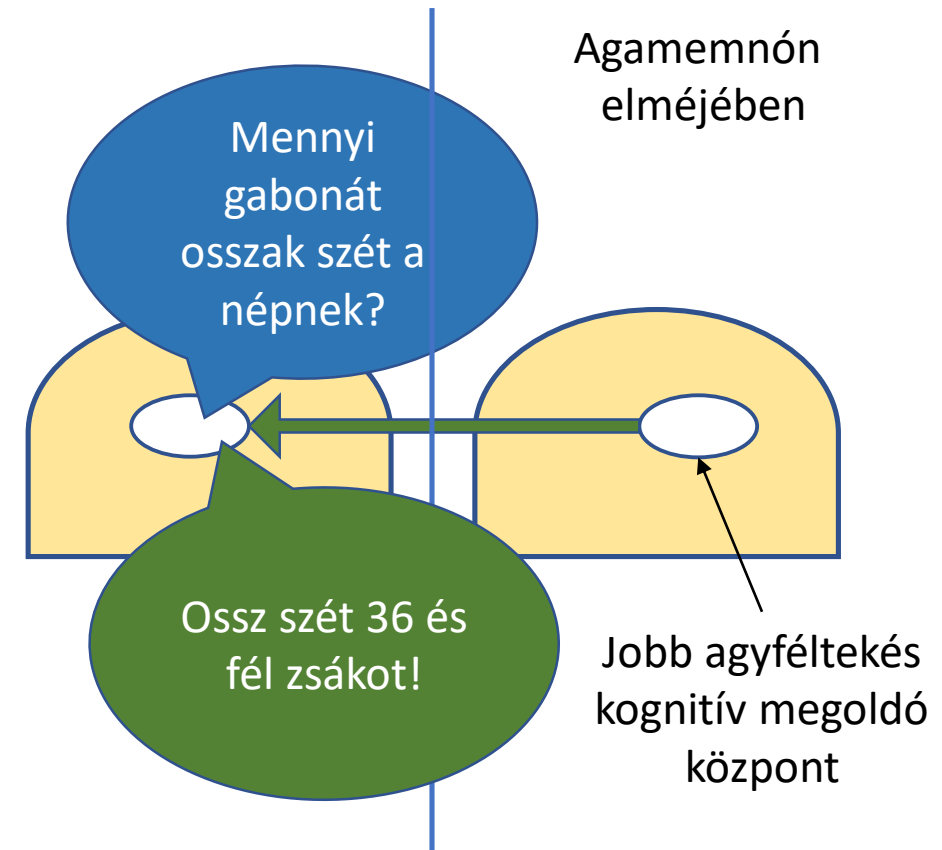 Agamemnón
elméjében
Mennyi
gabonát
osszak szét a
népnek?
Ossz szét 36 és
fél zsákot!
Jobb agyféltekés
kognitív megoldó
központ